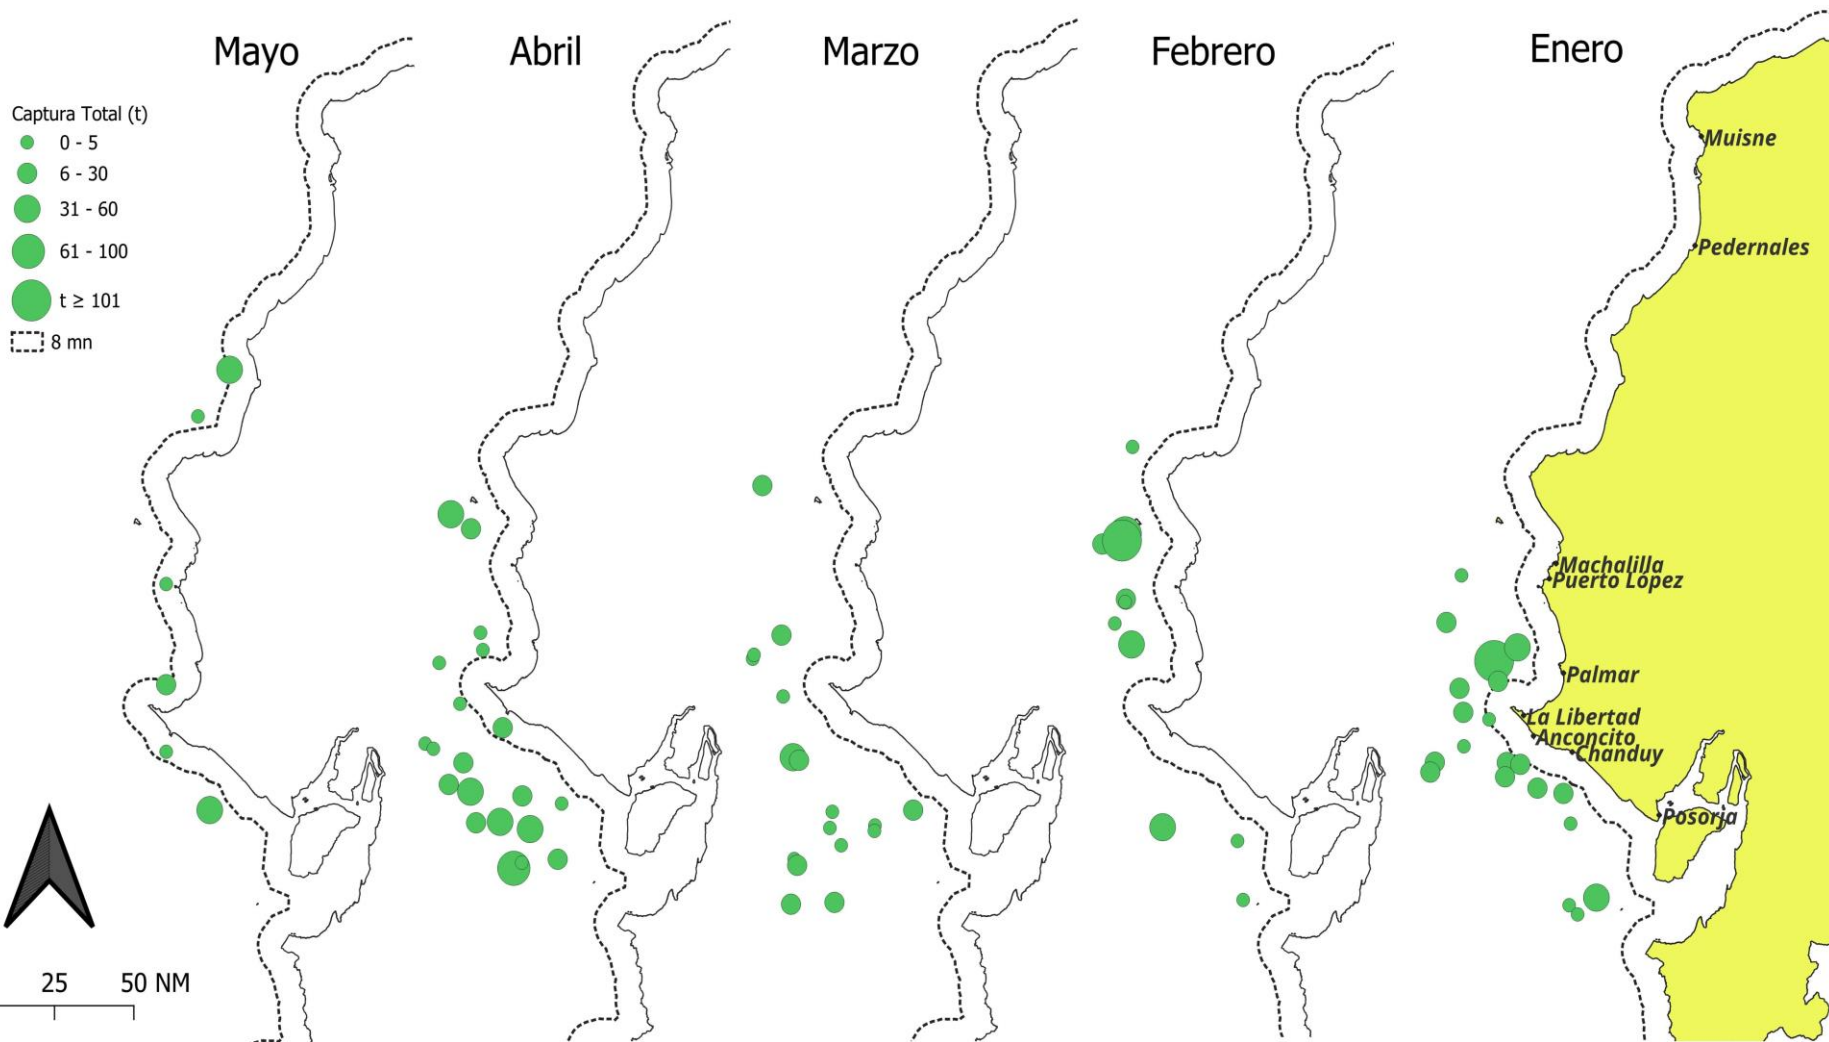 Mayo
Abril
Marzo
Febrero
Enero
Captura Total (t)
0 - 5
6 - 30
31 - 60
61 - 100
t ≥ 101
8 mn
Muisne
Pedernales
Machalilla
Puerto López
Palmar
La Libertad
Anconcito
Chanduy
Posorja
25 50 NM